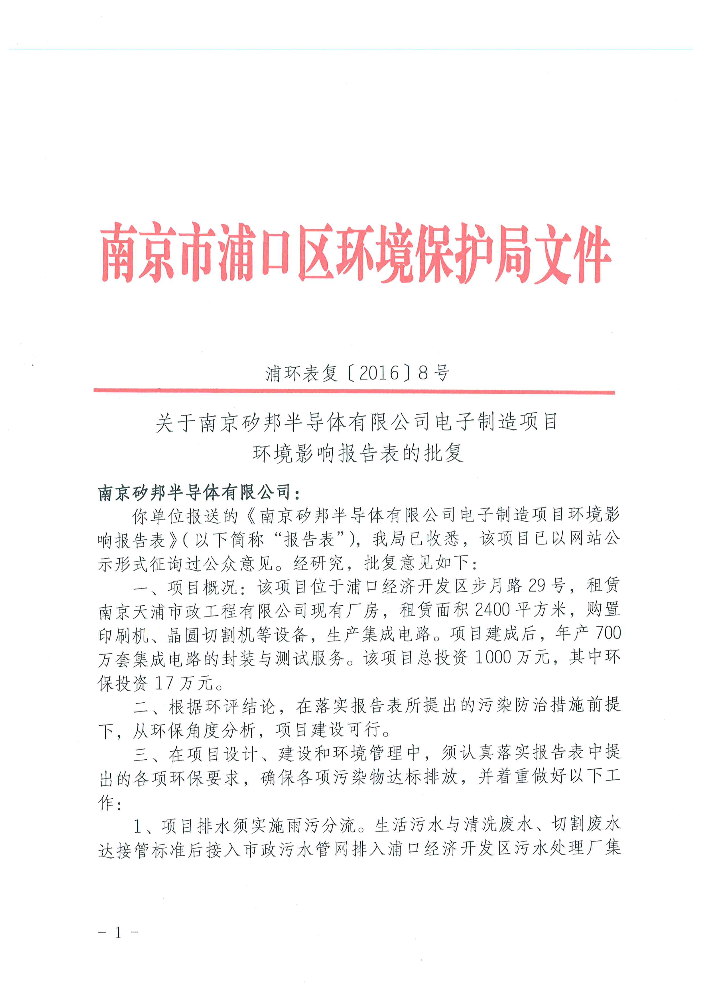 南京市浦口区环境保护局文件
浦环表复〔2016〕8号
关于南京矽邦半导体有限公司电子制造项目
环境影响报告表的批复
南京矽邦半导体有限公司：
你单位报送的《南京矽邦半导体有限公司电子制造项目环境影
响报告表》（以下简称“报告表”），我局已收悉，该项目已以网站公
示形式征询过公众意见。经研究，批复意见如下：
一、项目概况：该项目位于浦口经济开发区步月路29号，租赁
南京天浦市政工程有限公司现有厂房，租赁面积2400平方米，购置
印刷机、晶圆切割机等设备，生产集成电路。项目建成后，年产700
万套集成电路的封装与测试服务。该项目总投资1000万元，其中环
保投资17万元。
二、根据环评结论，在落实报告表所提出的污染防治措施前提
下，从环保角度分析，项目建设可行。
三、在项目设计、建设和环境管理中，须认真落实报告表中提
出的各项环保要求，确保各项污染物达标排放，并着重做好以下工
作：
1、项目排水须实施雨污分流。生活污水与清洗废水、切割废水
达接管标准后接入市政污水管网排入浦口经济开发区污水处理厂集
- 1 -